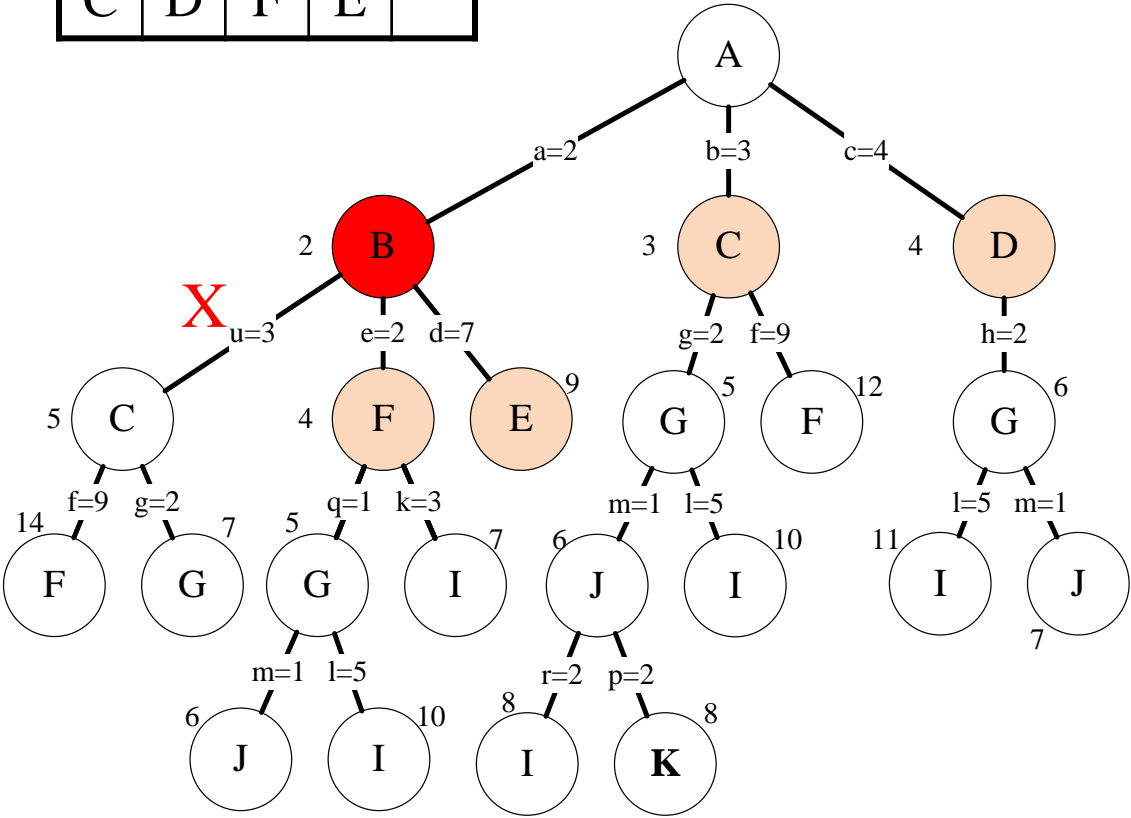 C D F E
A
a=2 b=3 c=4
2 B 3 C 4 D
X u=3 e=2 d=7 g=2 f=9 h=2
5 C 4 F E 9 G 5 F 12 G 6
f=9 g=2 q=1 k=3 m=1 l=5 l=5 m=1
14 F G 7 5 G I 7 6 J I 10 11 I J 7
m=1 l=5 r=2 p=2
6 J I 10 8 I K 8